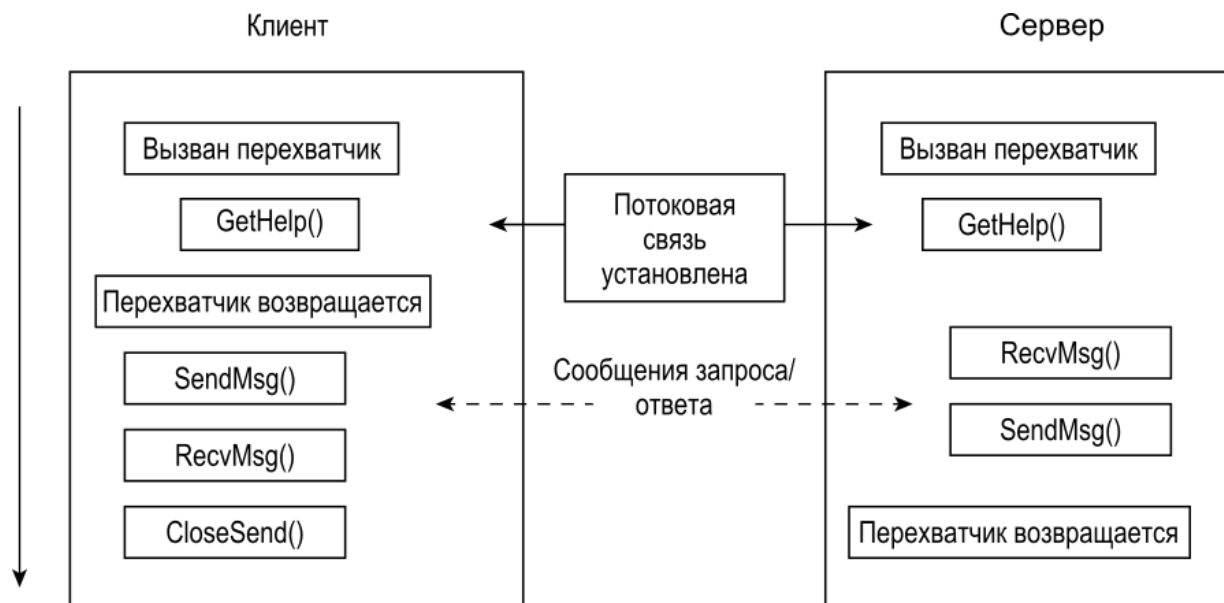 Клиент
Сервер
Вызван перехватчик
Вызван перехватчик
GetHelp()
Потоковая
связь
установлена
GetHelp()
Перехватчик возвращается
SendMsg()
Сообщения запроса/
ответа
RecvMsg()
RecvMsg()
SendMsg()
CloseSend()
Перехватчик возвращается